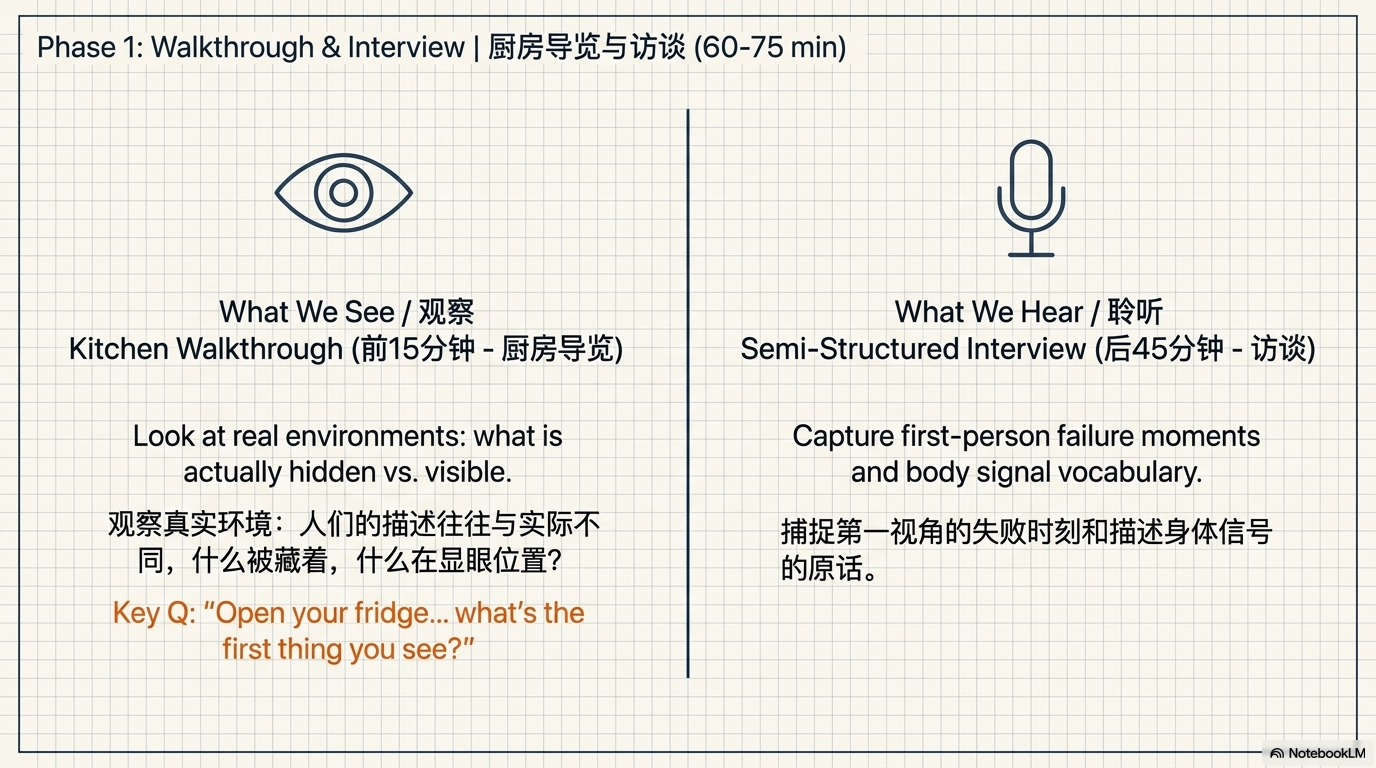 Phase 1: Walkthrough & Interview | 厨房导览与访谈 (60-75 min)
What We See / 观察
Kitchen Walkthrough (前15分钟 - 厨房导览)
Look at real environments: what is
actually hidden vs. visible.
观察真实环境：人们的描述往往与实际不
同，什么被藏着，什么在显眼位置？
Key Q: “Open your fridge... what’s the
first thing you see?”
What We Hear / 聆听
Semi-Structured Interview (后45分钟 - 访谈)
Capture first-person failure moments
and body signal vocabulary.
捕捉第一视角的失败时刻和描述身体信号
的原话。
NotebookLM